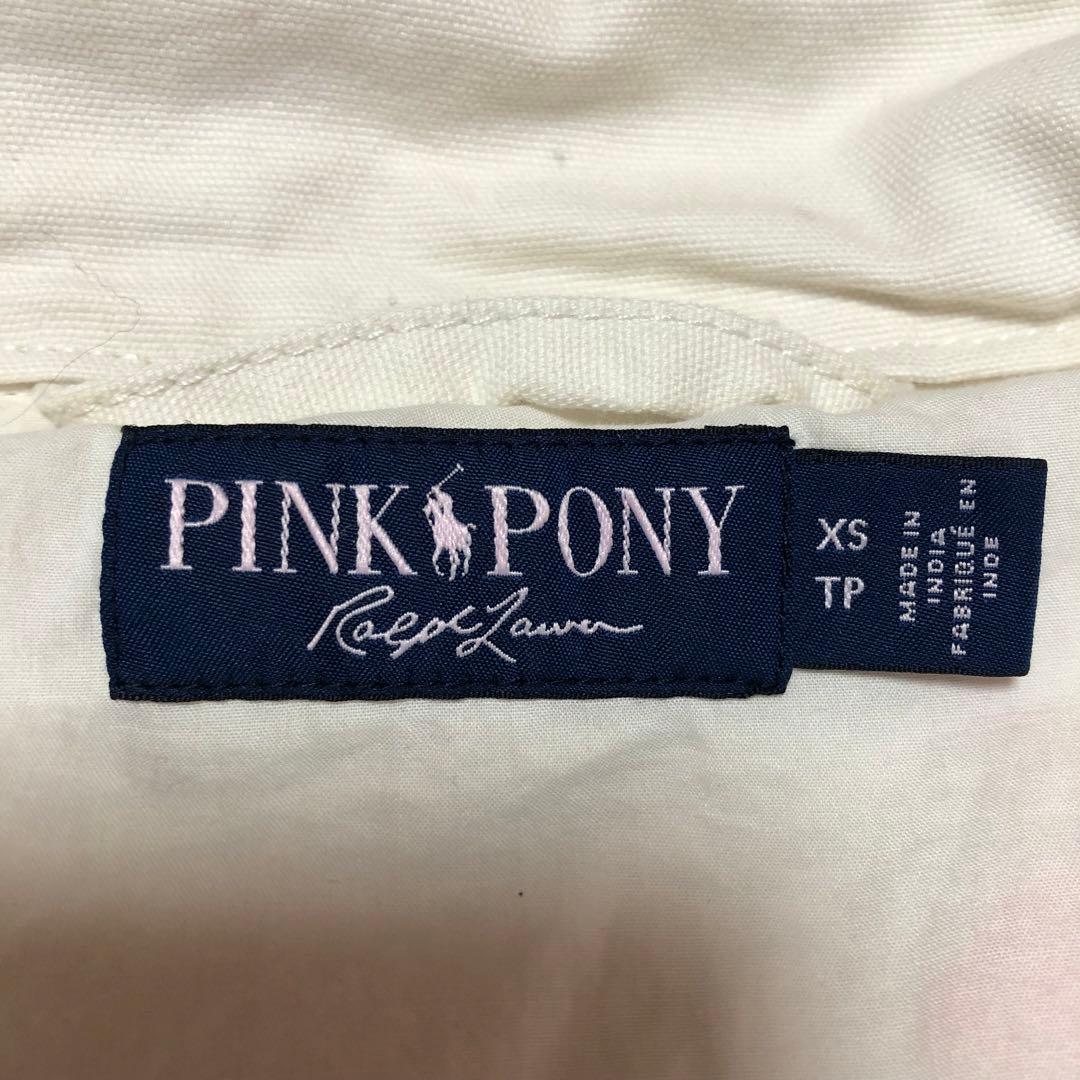 PINK PONY
Ralph Lauren
XS
TP
MADE IN
INDIA
FABRIQUÉ EN
INDE